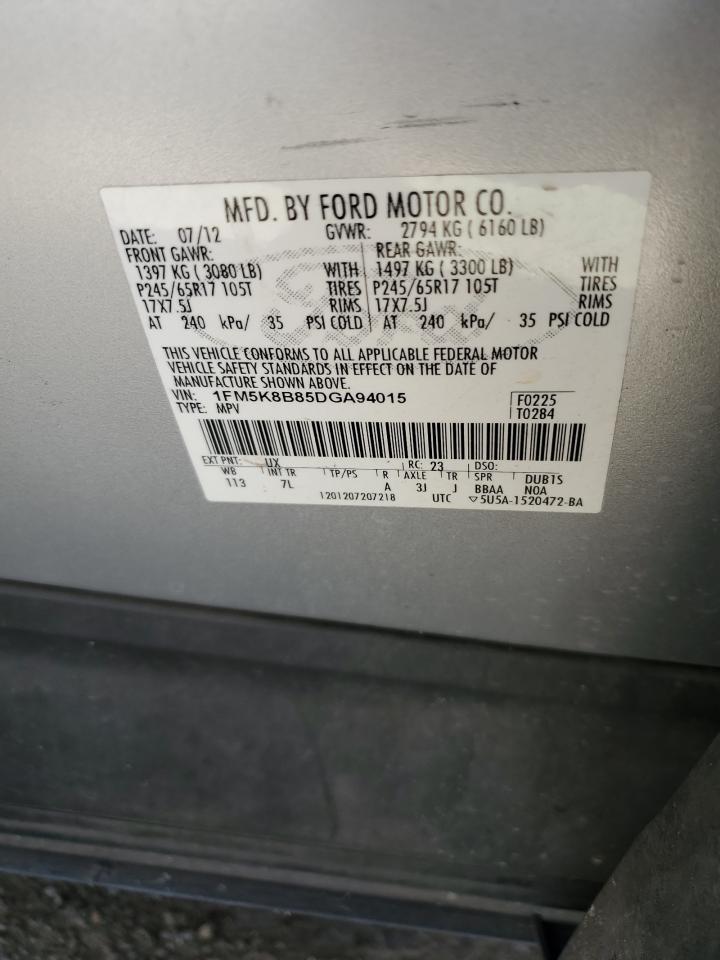 MFD. BY FORD MOTOR CO.
DATE: 07/12 GVWR: 2794 KG ( 6160 LB)
FRONT GAWR: REAR GAWR:
1397 KG ( 3080 LB) WITH 1497 KG ( 3300 LB) WITH
P245/65R17 105T TIRES P245/65R17 105T TIRES
17X7.5J RIMS 17X7.5J RIMS
AT 240 kPa/ 35 PSI COLD AT 240 kPa/ 35 PSI COLD
THIS VEHICLE CONFORMS TO ALL APPLICABLE FEDERAL MOTOR
VEHICLE SAFETY STANDARDS IN EFFECT ON THE DATE OF
MANUFACTURE SHOWN ABOVE.
VIN: 1FM5K8B85DGA94015 F0225
TYPE: MPV T0284
EXT PNT: UX RC: 23 DSO:
WB INT TR TP/PS R AXLE TR SPR DUB1S
113 7L A 3J J BBAA NOA
1201207207218 UTC ▽5U5A-1520472-BA
Ford